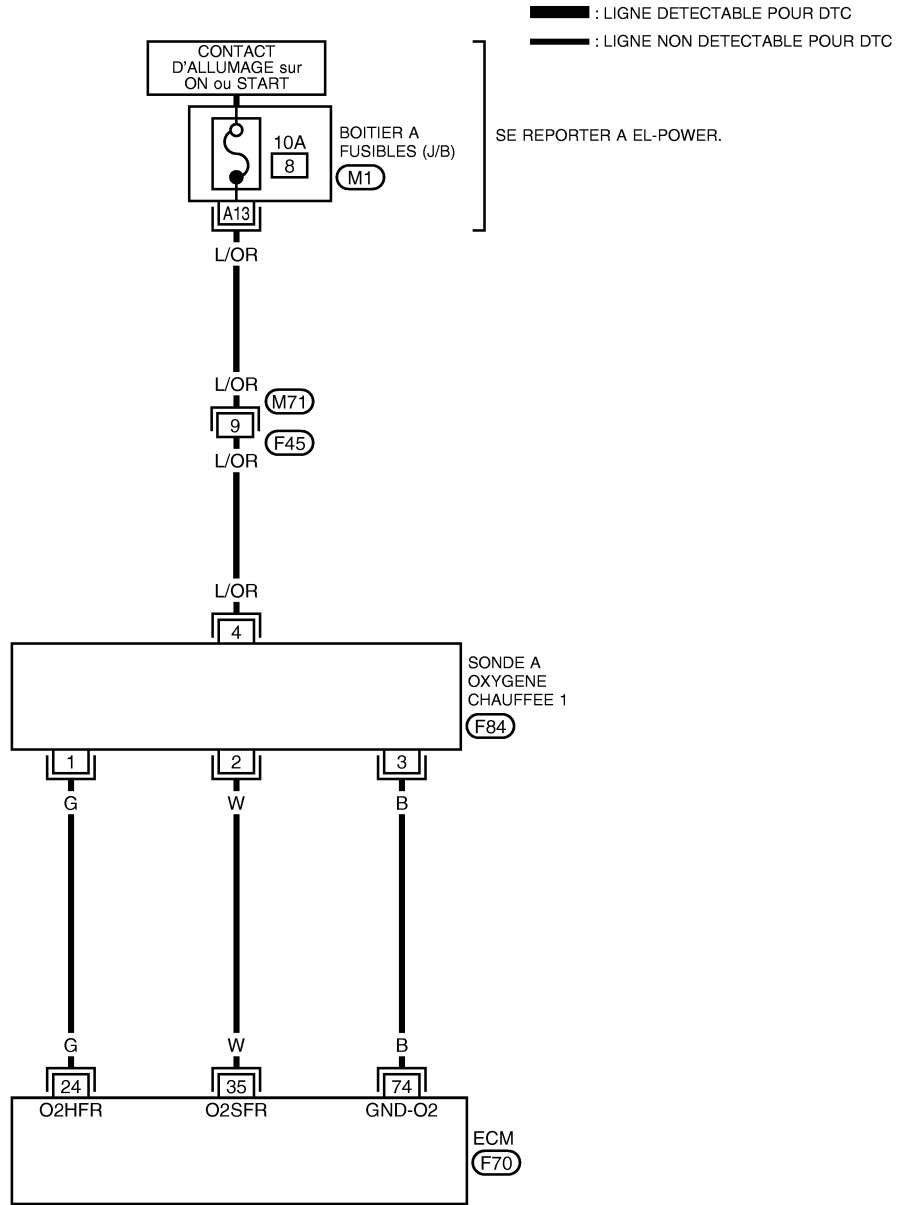 : LIGNE DETECTABLE POUR DTC
: LIGNE NON DETECTABLE POUR DTC
CONTACT
D'ALLUMAGE sur
ON ou START
10A
8
BOITIER A
FUSIBLES (J/B)
M1
SE REPORTER A EL-POWER.
A13
L/OR
L/OR
M71
9
F45
L/OR
L/OR
4
SONDE A
OXYGENE
CHAUFFEE 1
F84
1 2 3
G W B
G W B
24 35 74
O2HFR O2SFR GND-O2
ECM
F70